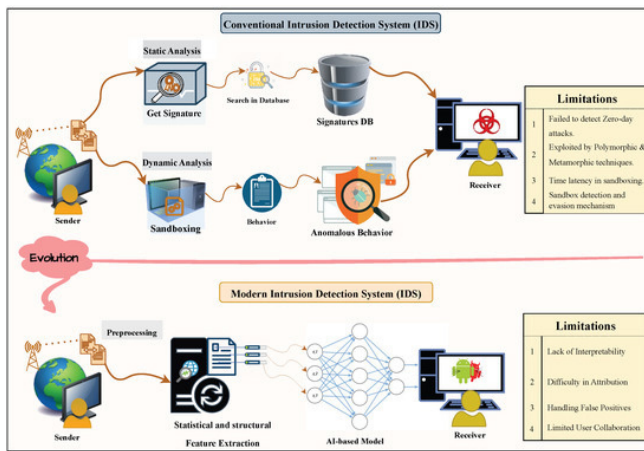 Conventional Intrusion Detection System (IDS)
Static Analysis
Get Signature
Search in Database
Signatures DB
Dynamic Analysis
Sandboxing
Behavior
Anomalous Behavior
Sender
Receiver
Limitations
1 Failed to detect Zero-day
attacks.
2 Exploited by Polymorphic &
Metamorphic techniques.
3 Time latency in sandboxing.
4 Sandbox detection and
evasion mechanism
Evolution
Modern Intrusion Detection System (IDS)
Preprocessing
Sender
Statistical and structural
Feature Extraction
AI-based Model
Receiver
Limitations
1 Lack of Interpretability
2 Difficulty in Attribution
3 Handling False Positives
4 Limited User Collaboration